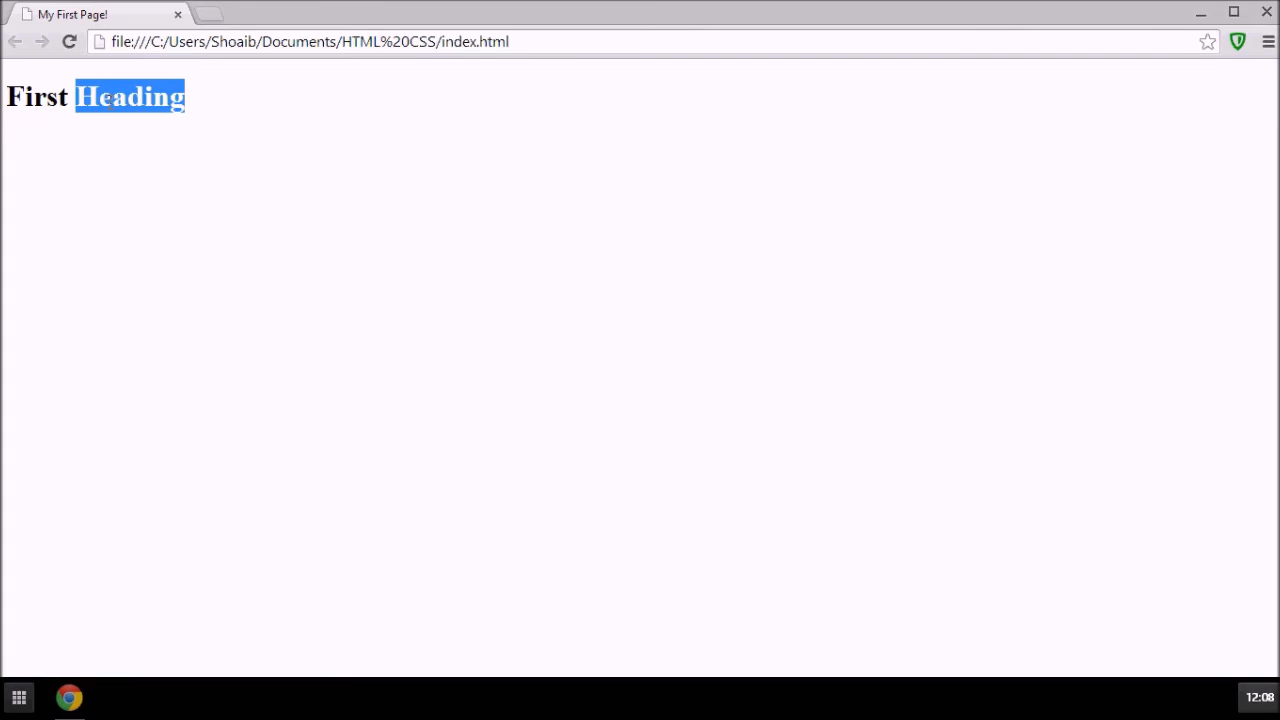 My First Page!
file:///C:/Users/Shoaib/Documents/HTML%20CSS/index.html
First Heading
12:08